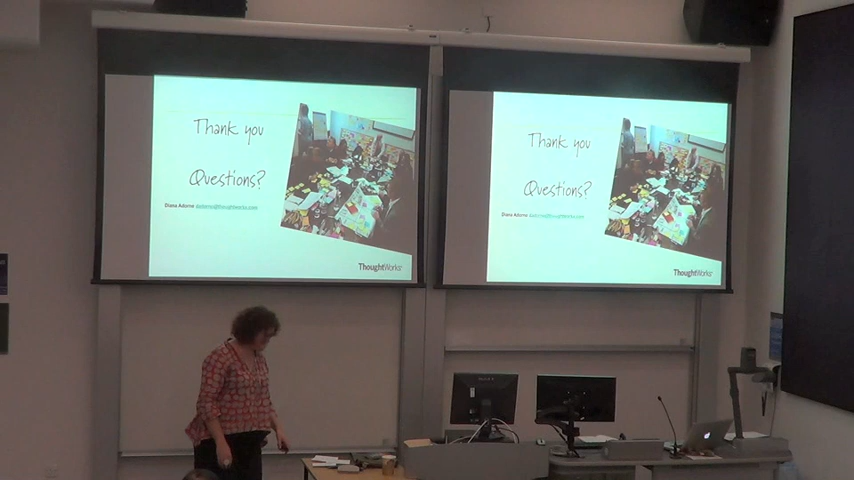 Thank you
Questions?
Diana Adorno
ThoughtWorks
Thank you
Questions?
Diana Adorno
ThoughtWorks